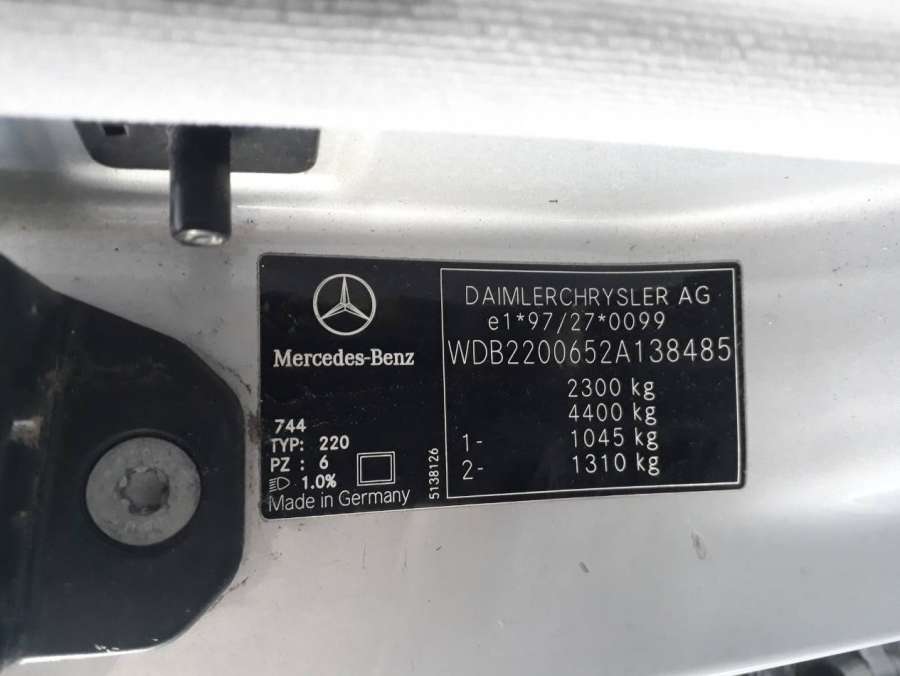 Mercedes-Benz
744
TYP: 220
PZ : 6
1.0%
Made in Germany
5138126
DAIMLERCHRYSLER AG
e1*97/27*0099
WDB2200652A138485
2300 kg
4400 kg
1- 1045 kg
2- 1310 kg